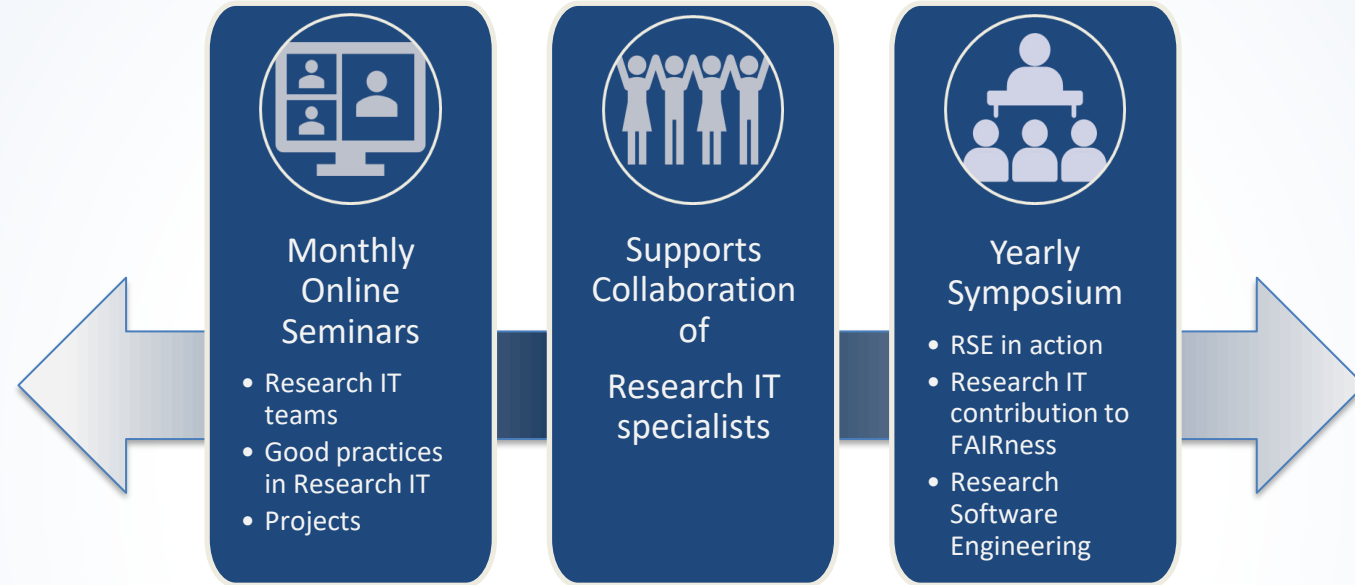 Monthly
Online
Seminars
• Research IT
teams
• Good practices
in Research IT
• Projects
Supports
Collaboration
of
Research IT
specialists
Yearly
Symposium
• RSE in action
• Research IT
contribution to
FAIRness
• Research
Software
Engineering